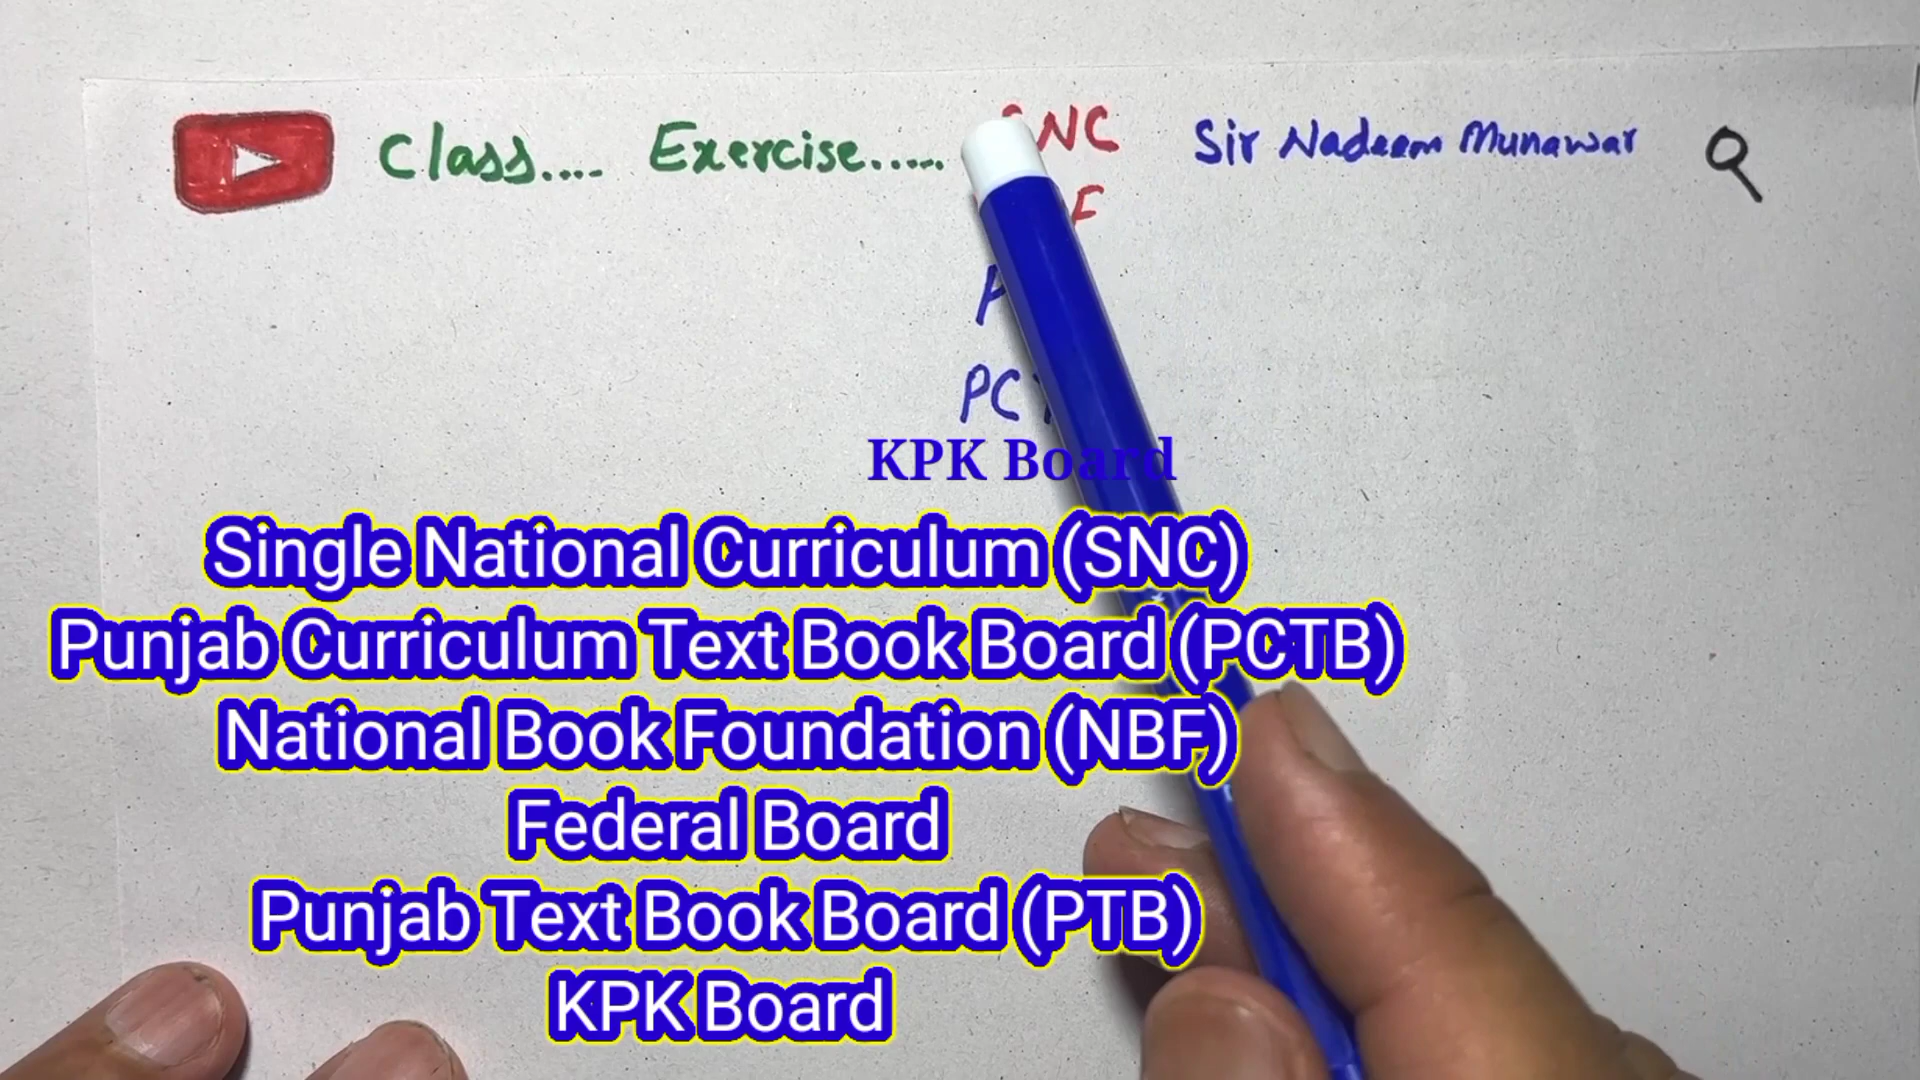 Class.... Exercise..... NC Sir Nadeem Munawar
F
PC
KPK Board
Single National Curriculum (SNC)
Punjab Curriculum Text Book Board (PCTB)
National Book Foundation (NBF)
Federal Board
Punjab Text Book Board (PTB)
KPK Board